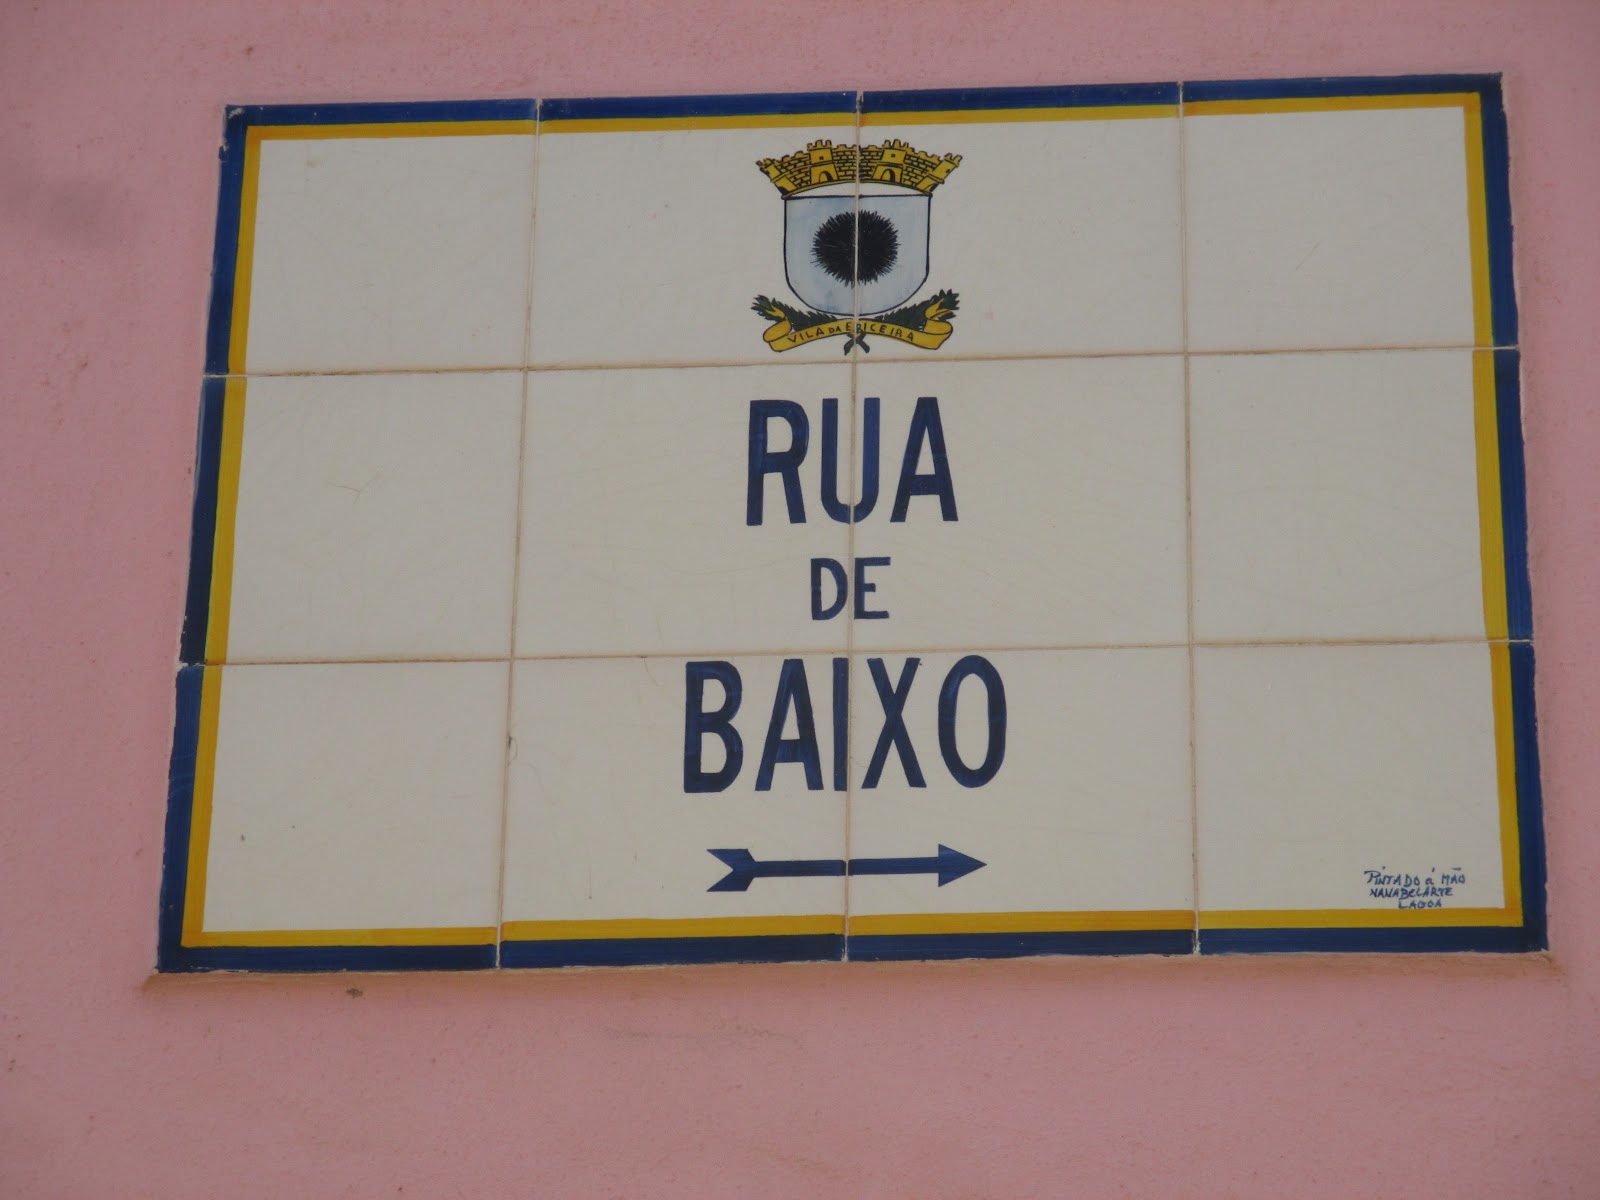 VILA DA ERICEIRA
RUA
DE
BAIXO
PINTADO á MÃO
LAGOA